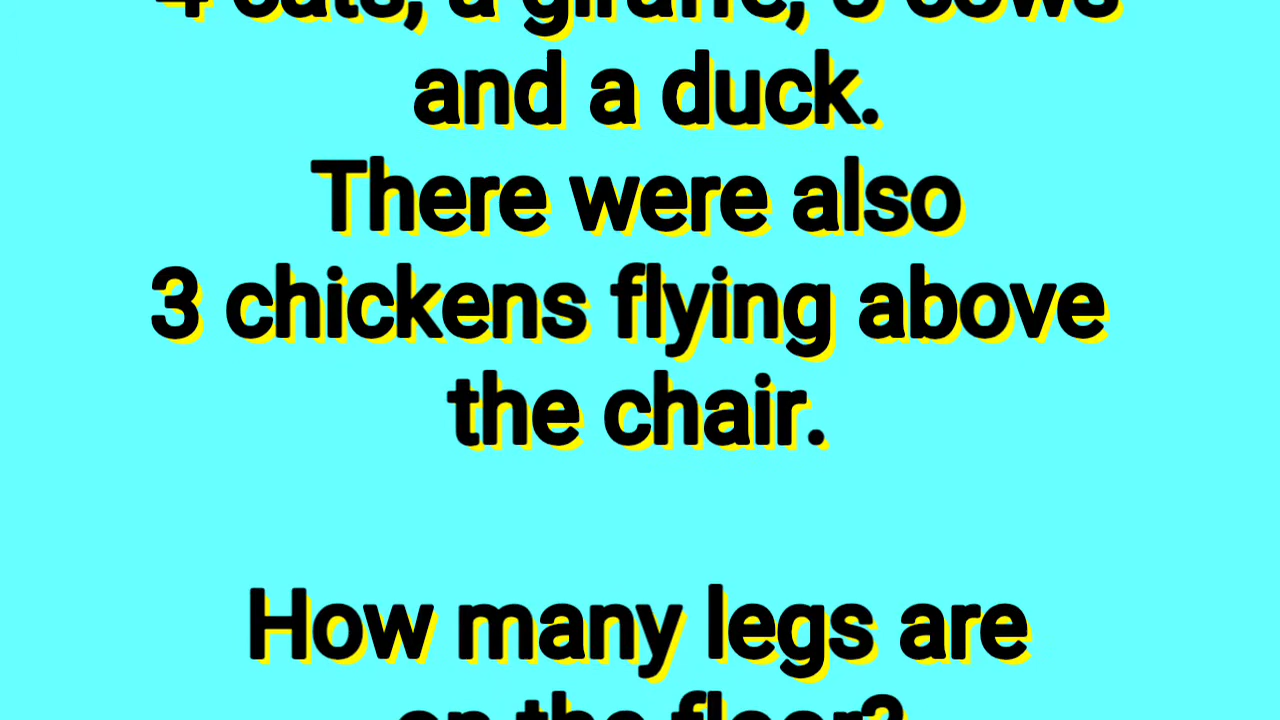 4 cats, a giraffe, 5 cows
and a duck.
There were also
3 chickens flying above
the chair.
How many legs are
on the floor?